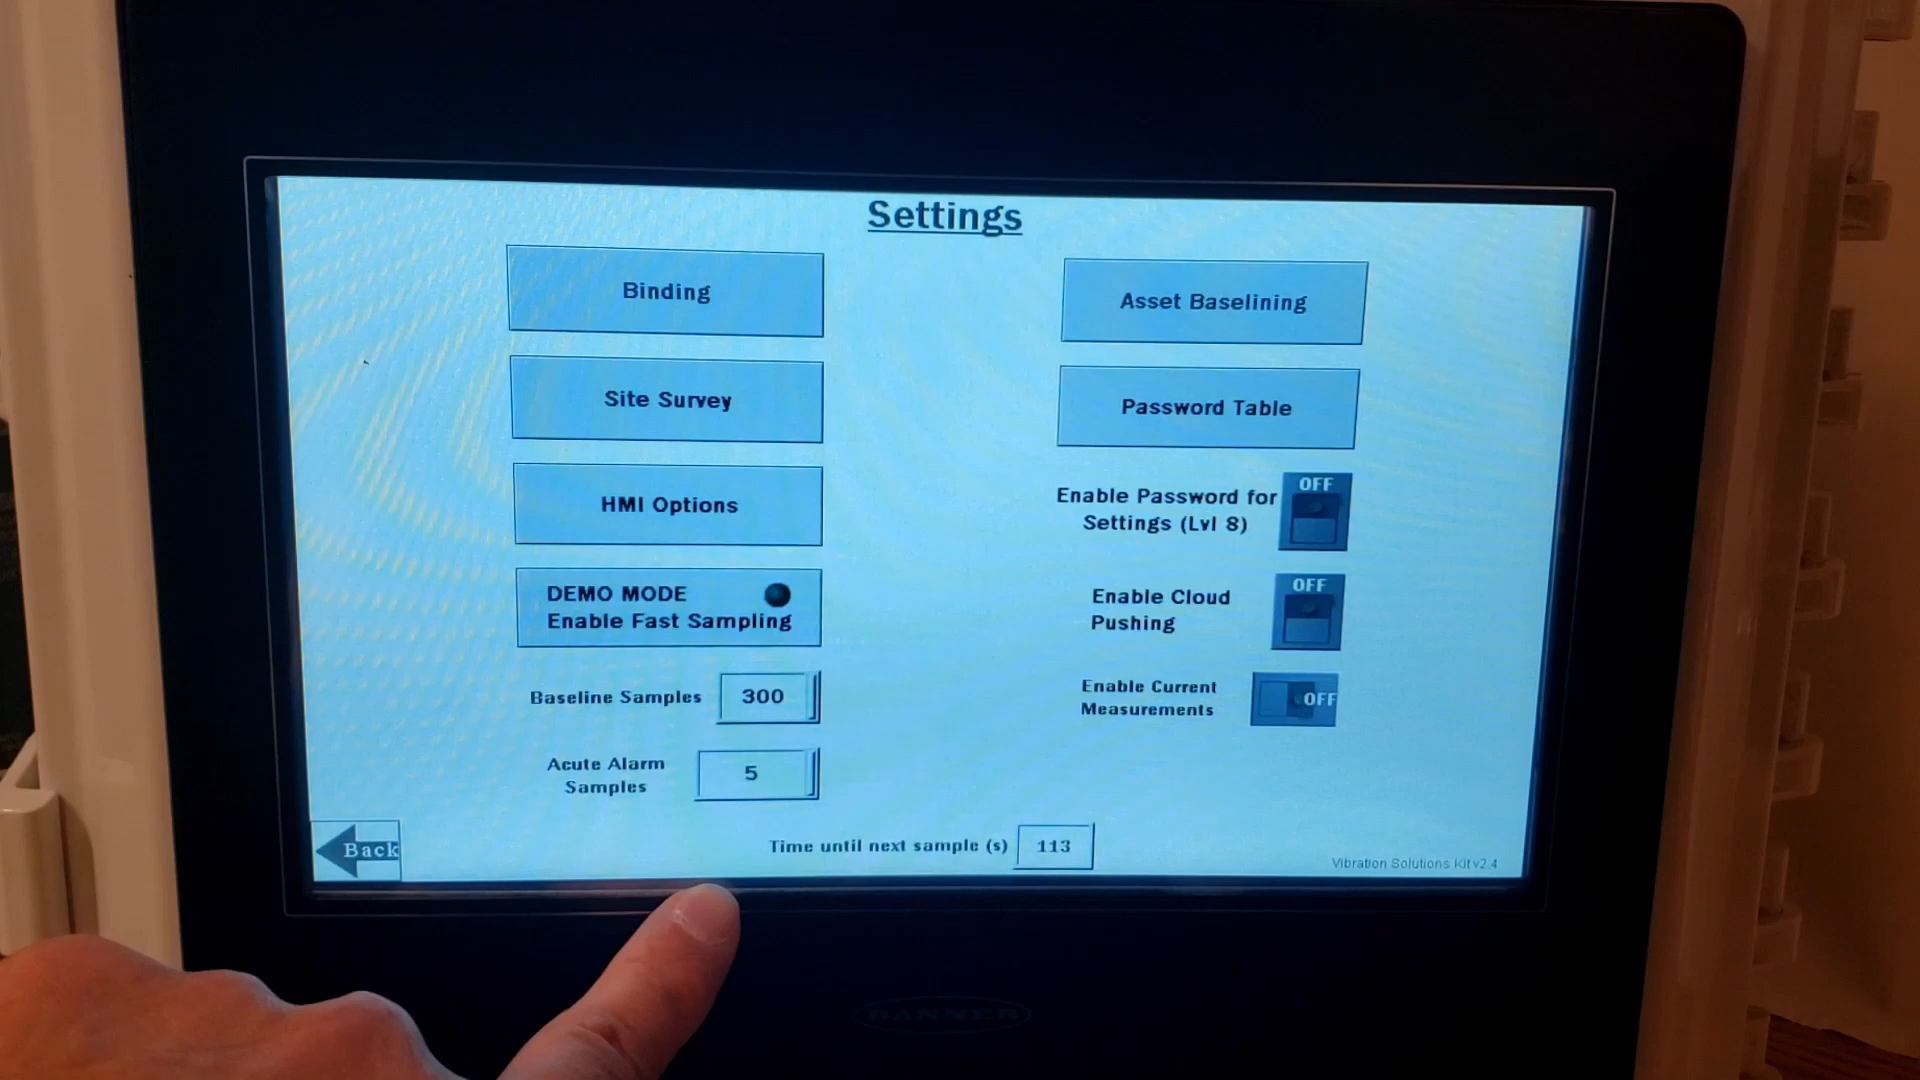 Settings
Binding
Asset Baselining
Site Survey
Password Table
HMI Options
Enable Password for
Settings (Lvl 8)
OFF
DEMO MODE
Enable Fast Sampling
Enable Cloud
Pushing
OFF
Baseline Samples
300
Enable Current
Measurements
OFF
Acute Alarm
Samples
5
Back
Time until next sample (s)
113
Vibration Solutions Kit v2.4
BANNER